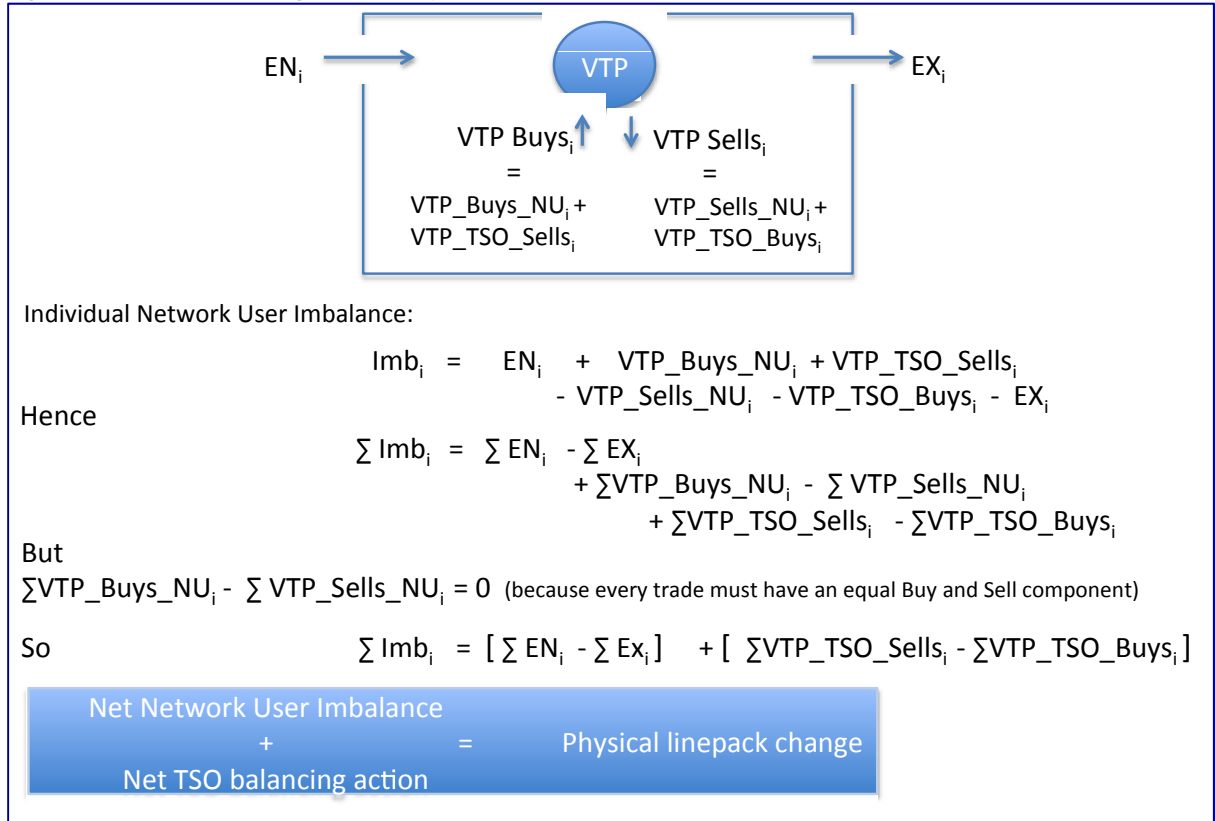 ENᵢ VTP EXᵢ
VTP Buysᵢ VTP Sellsᵢ
= =
VTP_Buys_NUᵢ + VTP_Sells_NUᵢ +
VTP_TSO_Sellsᵢ VTP_TSO_Buysᵢ
Individual Network User Imbalance:
Imbᵢ = ENᵢ + VTP_Buys_NUᵢ + VTP_TSO_Sellsᵢ
- VTP_Sells_NUᵢ - VTP_TSO_Buysᵢ - EXᵢ
Hence
∑ Imbᵢ = ∑ ENᵢ - ∑ EXᵢ
+ ∑VTP_Buys_NUᵢ - ∑ VTP_Sells_NUᵢ
+ ∑VTP_TSO_Sellsᵢ - ∑VTP_TSO_Buysᵢ
But
∑VTP_Buys_NUᵢ - ∑ VTP_Sells_NUᵢ = 0 (because every trade must have an equal Buy and Sell component)
So ∑ Imbᵢ = [ ∑ ENᵢ - ∑ Exᵢ ] + [ ∑VTP_TSO_Sellsᵢ - ∑VTP_TSO_Buysᵢ ]
Net Network User Imbalance
+ = Physical linepack change
Net TSO balancing action